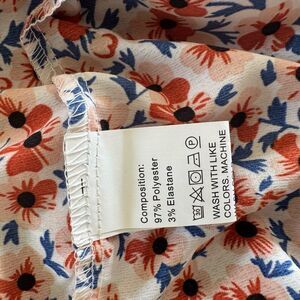 Composition:
97% Polyester
3% Elastane
WASH WITH LIKE
COLORS. MACHINE